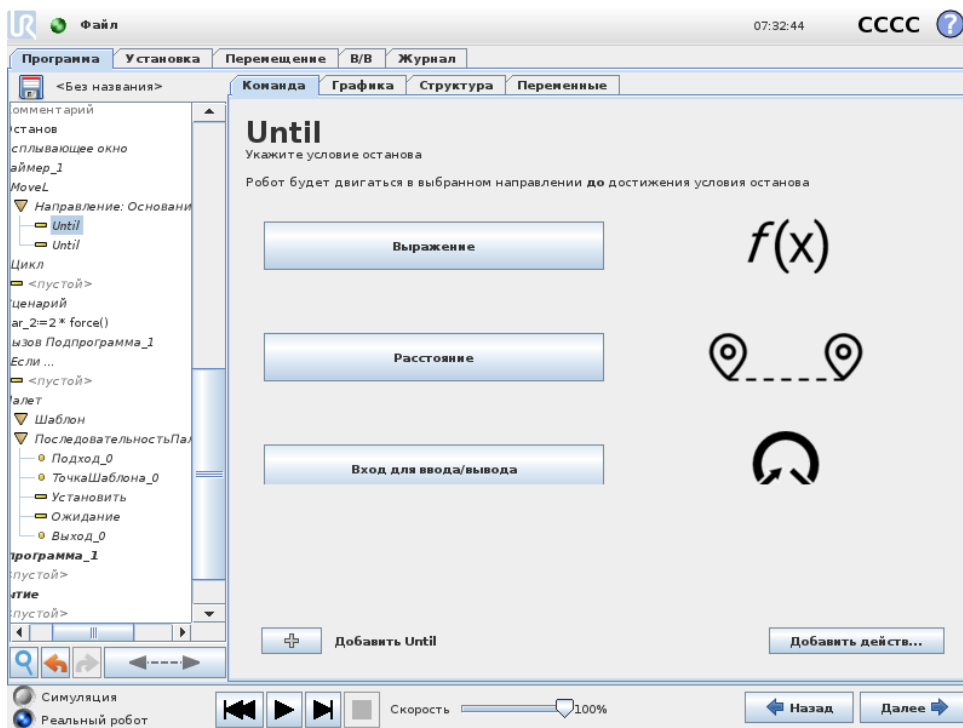 UR
Файл
07:32:44
CCCC
?
Программа Установка Перемещение В/В Журнал
<Без названия>
Команда Графика Структура Переменные
омментарий
станов
сплывающее окно
аймер_1
MoveL
Направление: Основани
Until
Until
Цикл
<пустой>
ценарий
ar_2:=2 * force()
ызов Подпрограмма_1
Если ...
<пустой>
алет
Шаблон
ПоследовательностьПал
Подход_0
ТочкаШаблона_0
Установить
Ожидание
Выход_0
программа_1
<пустой>
ытие
<пустой>
Until
Укажите условие останова
Робот будет двигаться в выбранном направлении до достижения условия останова
Выражение
f(x)
Расстояние
Вход для ввода/вывода
Добавить Until
Добавить действ...
Симуляция
Реальный робот
Скорость
100%
Назад
Далее